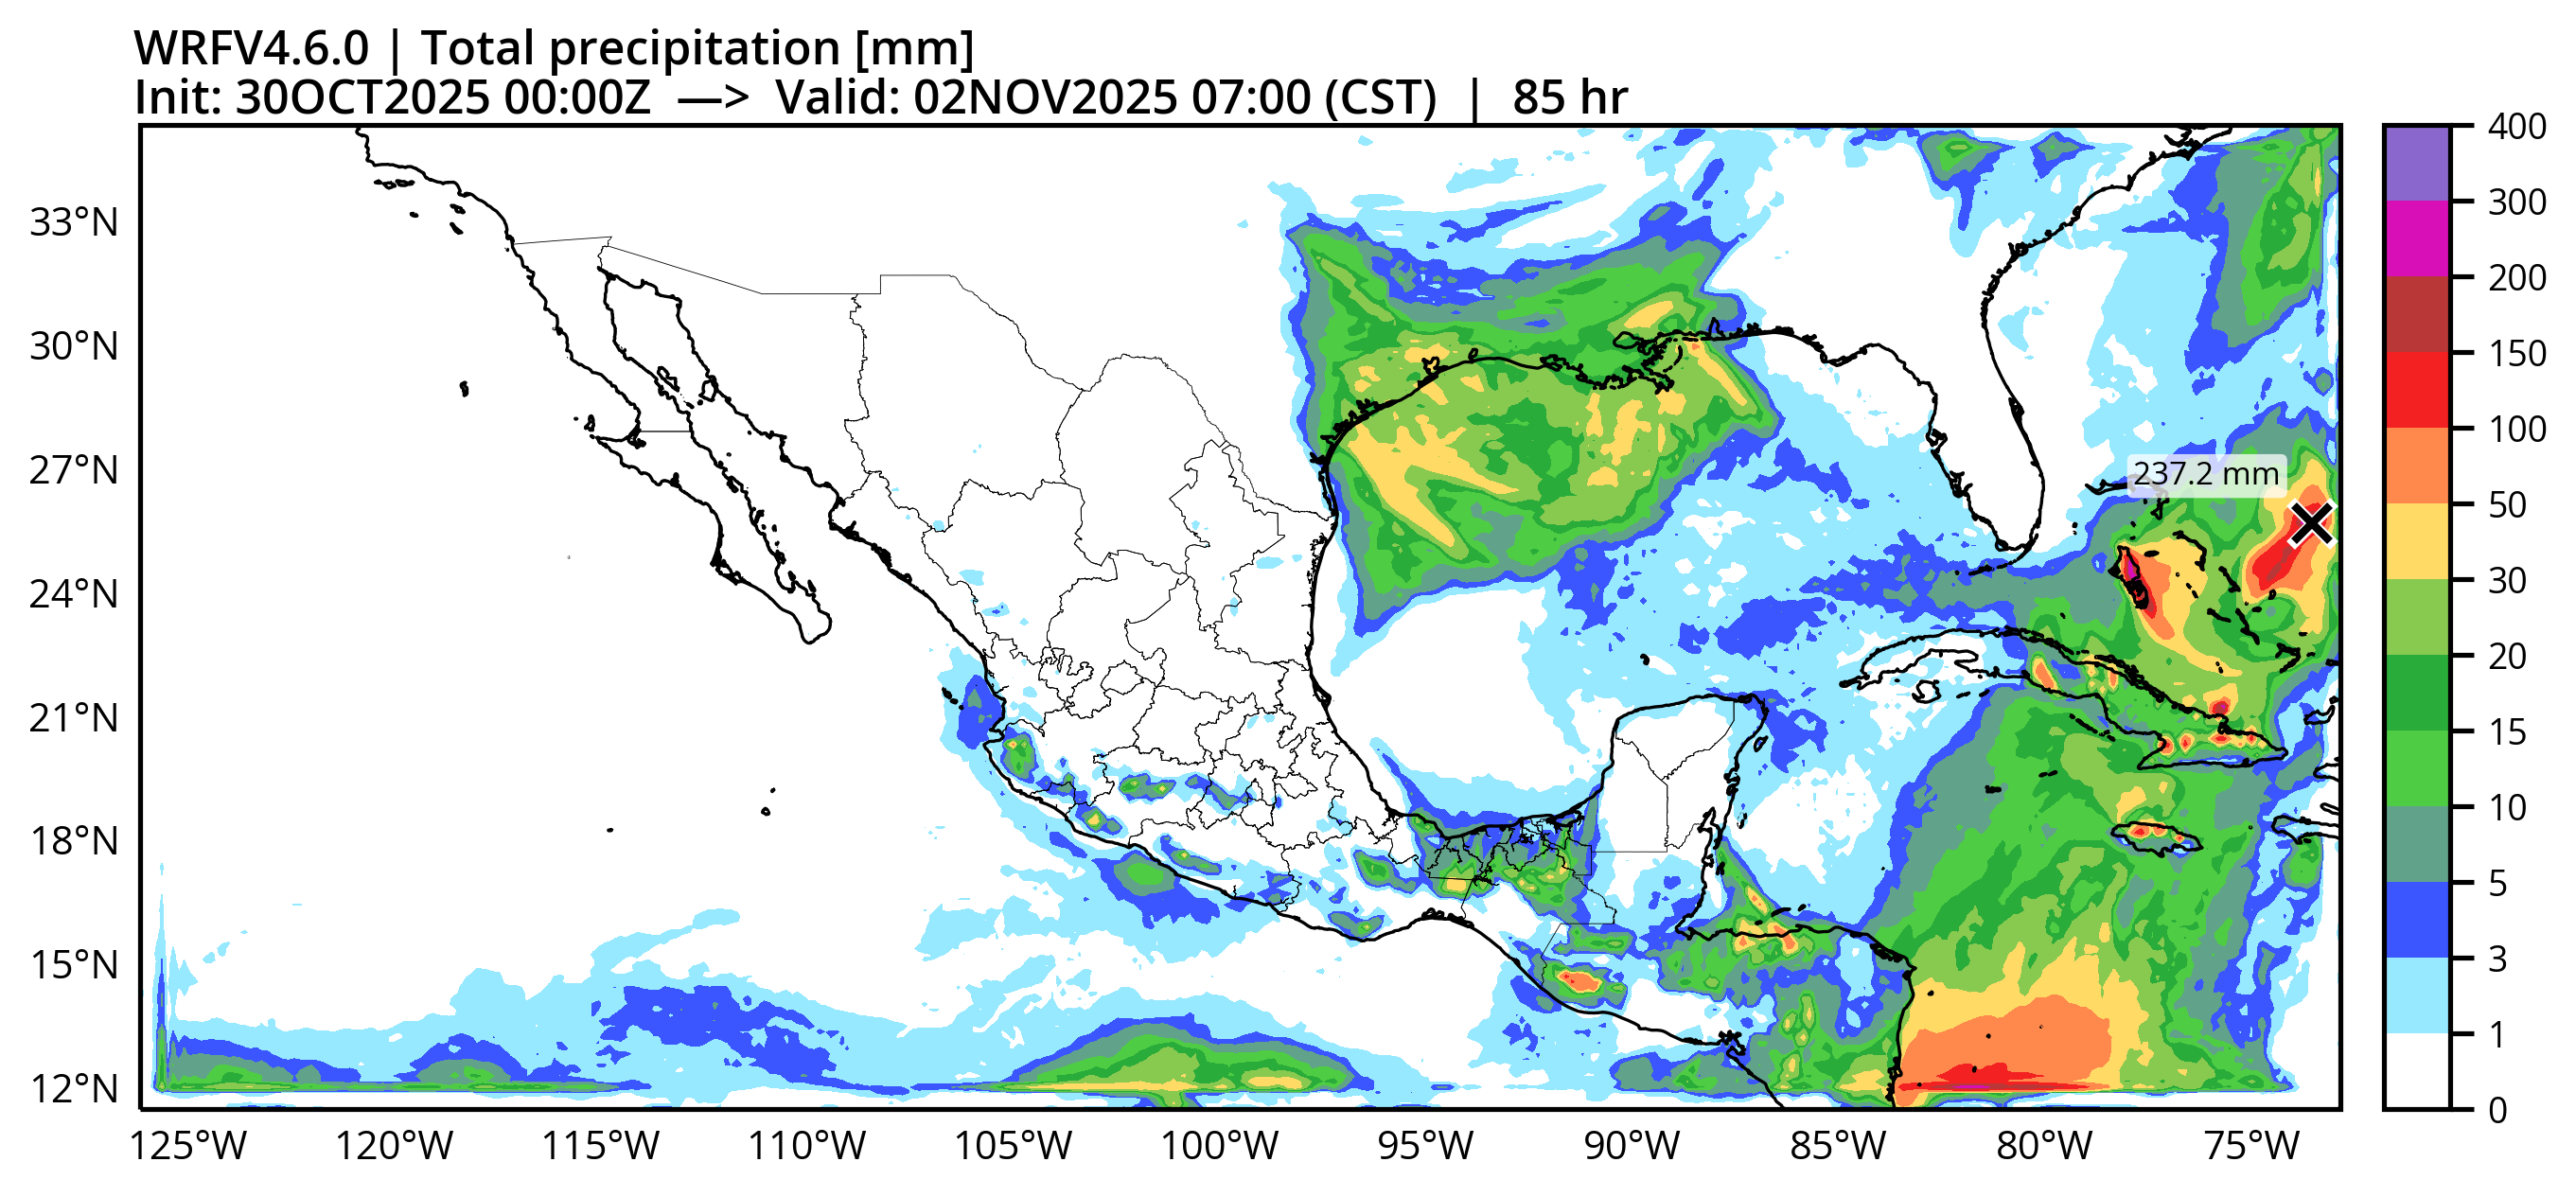 WRFV4.6.0 | Total precipitation [mm]
Init: 30OCT2025 00:00Z —> Valid: 02NOV2025 07:00 (CST) | 85 hr
33°N
30°N
27°N
24°N
21°N
18°N
15°N
12°N
125°W 120°W 115°W 110°W 105°W 100°W 95°W 90°W 85°W 80°W 75°W
237.2 mm
400
300
200
150
100
50
30
20
15
10
5
3
1
0